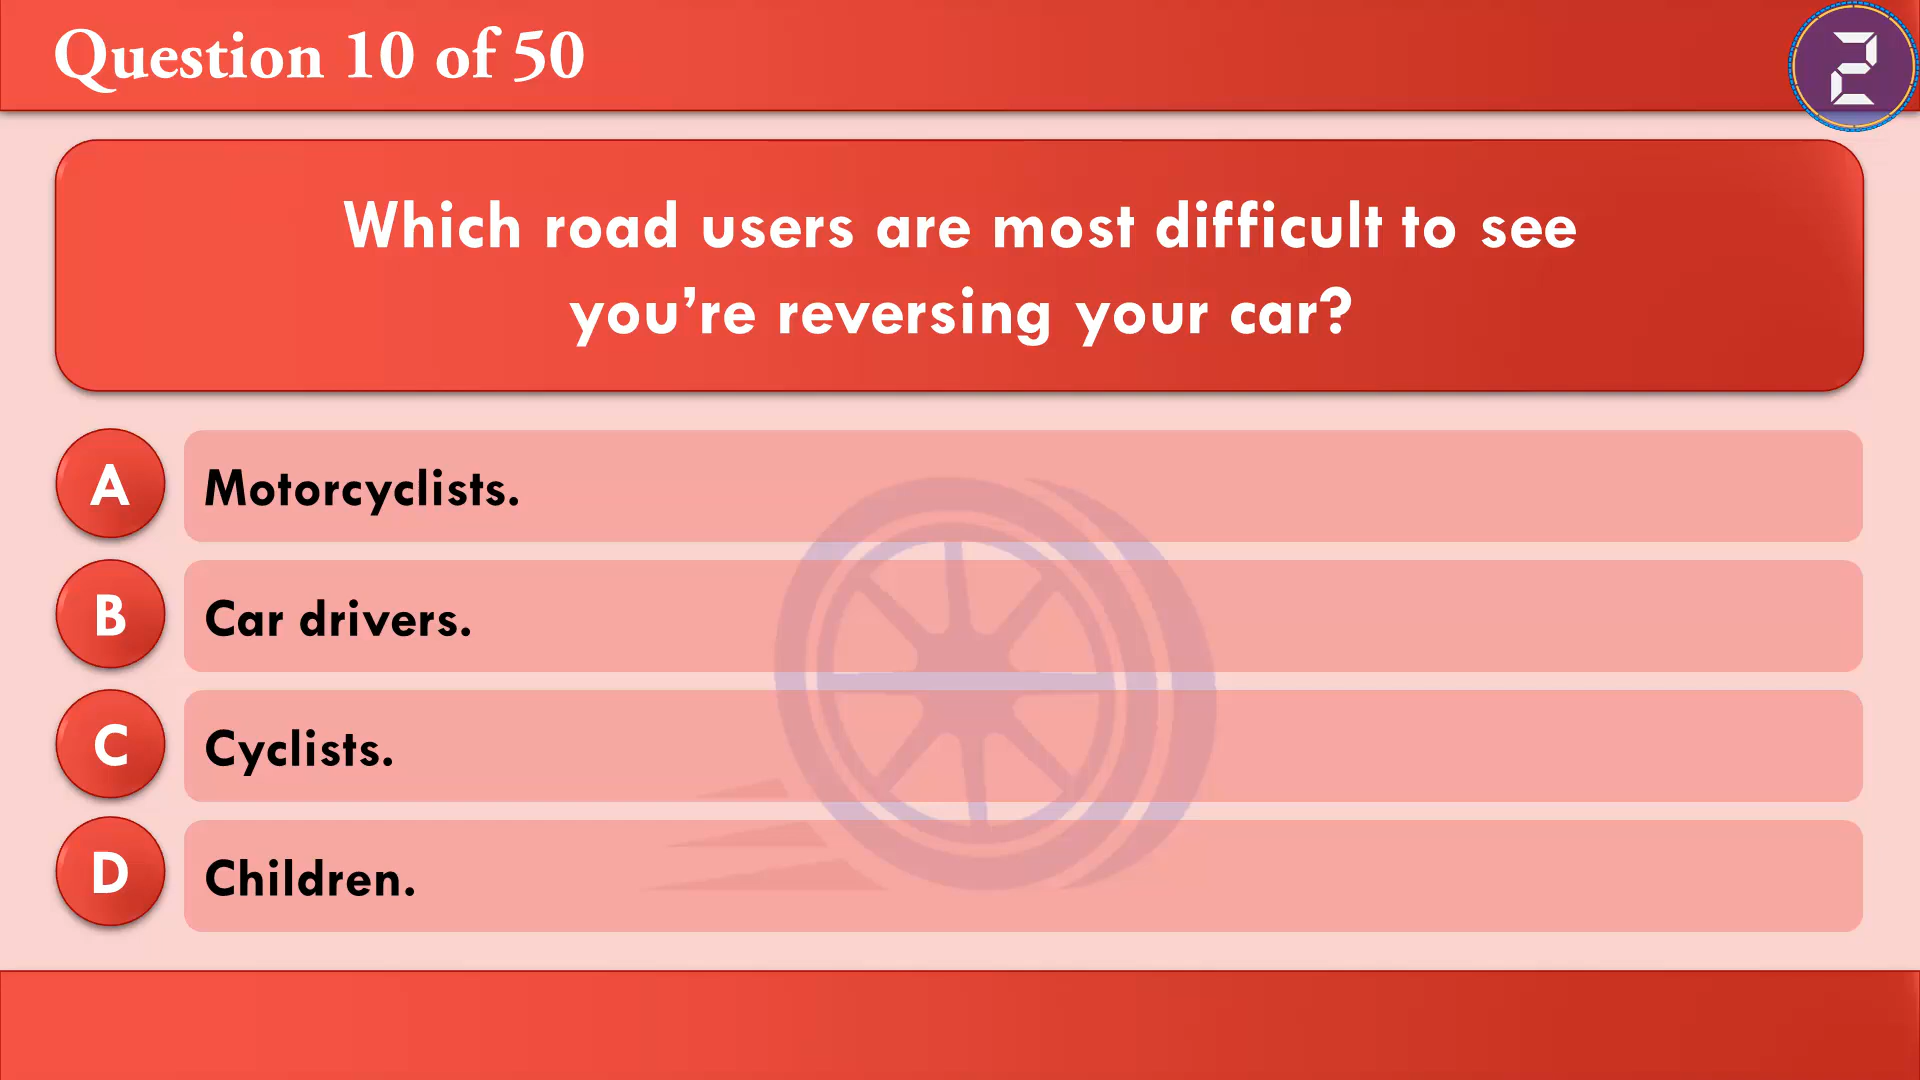 Question 10 of 50
2
Which road users are most difficult to see
you’re reversing your car?
A
Motorcyclists.
B
Car drivers.
C
Cyclists.
D
Children.